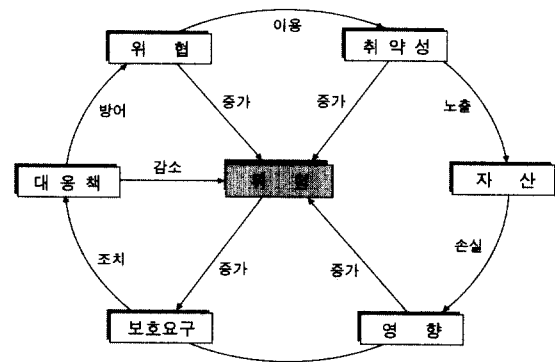 이용
위 협
취 약 성
방어
증가
증가
노출
대 응 책
감소
위 험
자 산
조치
증가
증가
손실
보호요구
영 향